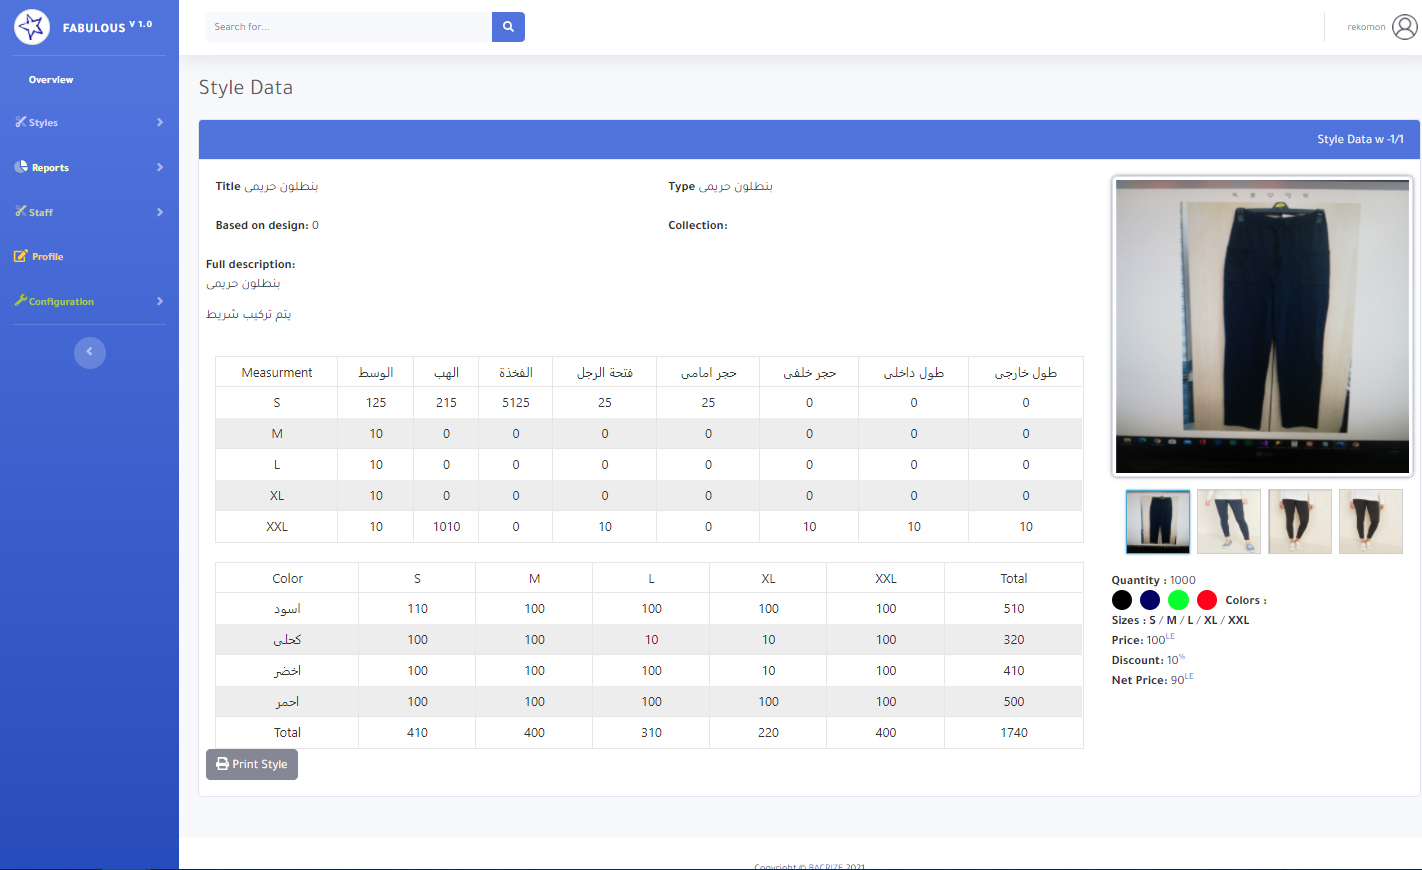 FABULOUS V 1.0
Search for...
rekomon
Overview
Styles
Reports
Staff
Profile
Configuration
Style Data
Style Data w -1/1
Title بنطلون حريمى
Type بنطلون حريمى
Based on design: 0
Collection:
Full description:
بنطلون حريمى
يتم تركيب شريط
Measurment الوسط الهب الفخذة فتحة الرجل حجر امامى حجر خلفى طول داخلى طول خارجى
S 125 215 5125 25 25 0 0 0
M 10 0 0 0 0 0 0 0
L 10 0 0 0 0 0 0 0
XL 10 0 0 0 0 0 0 0
XXL 10 1010 0 10 0 10 10 10
Color S M L XL XXL Total
اسود 110 100 100 100 100 510
كحلى 100 100 10 10 100 320
اخضر 100 100 100 10 100 410
احمر 100 100 100 100 100 500
Total 410 400 310 220 400 1740
Print Style
Quantity : 1000
Colors :
Sizes : S / M / L / XL / XXL
Price: 100LE
Discount: 10%
Net Price: 90LE
Copyright © BACRIZE 2021